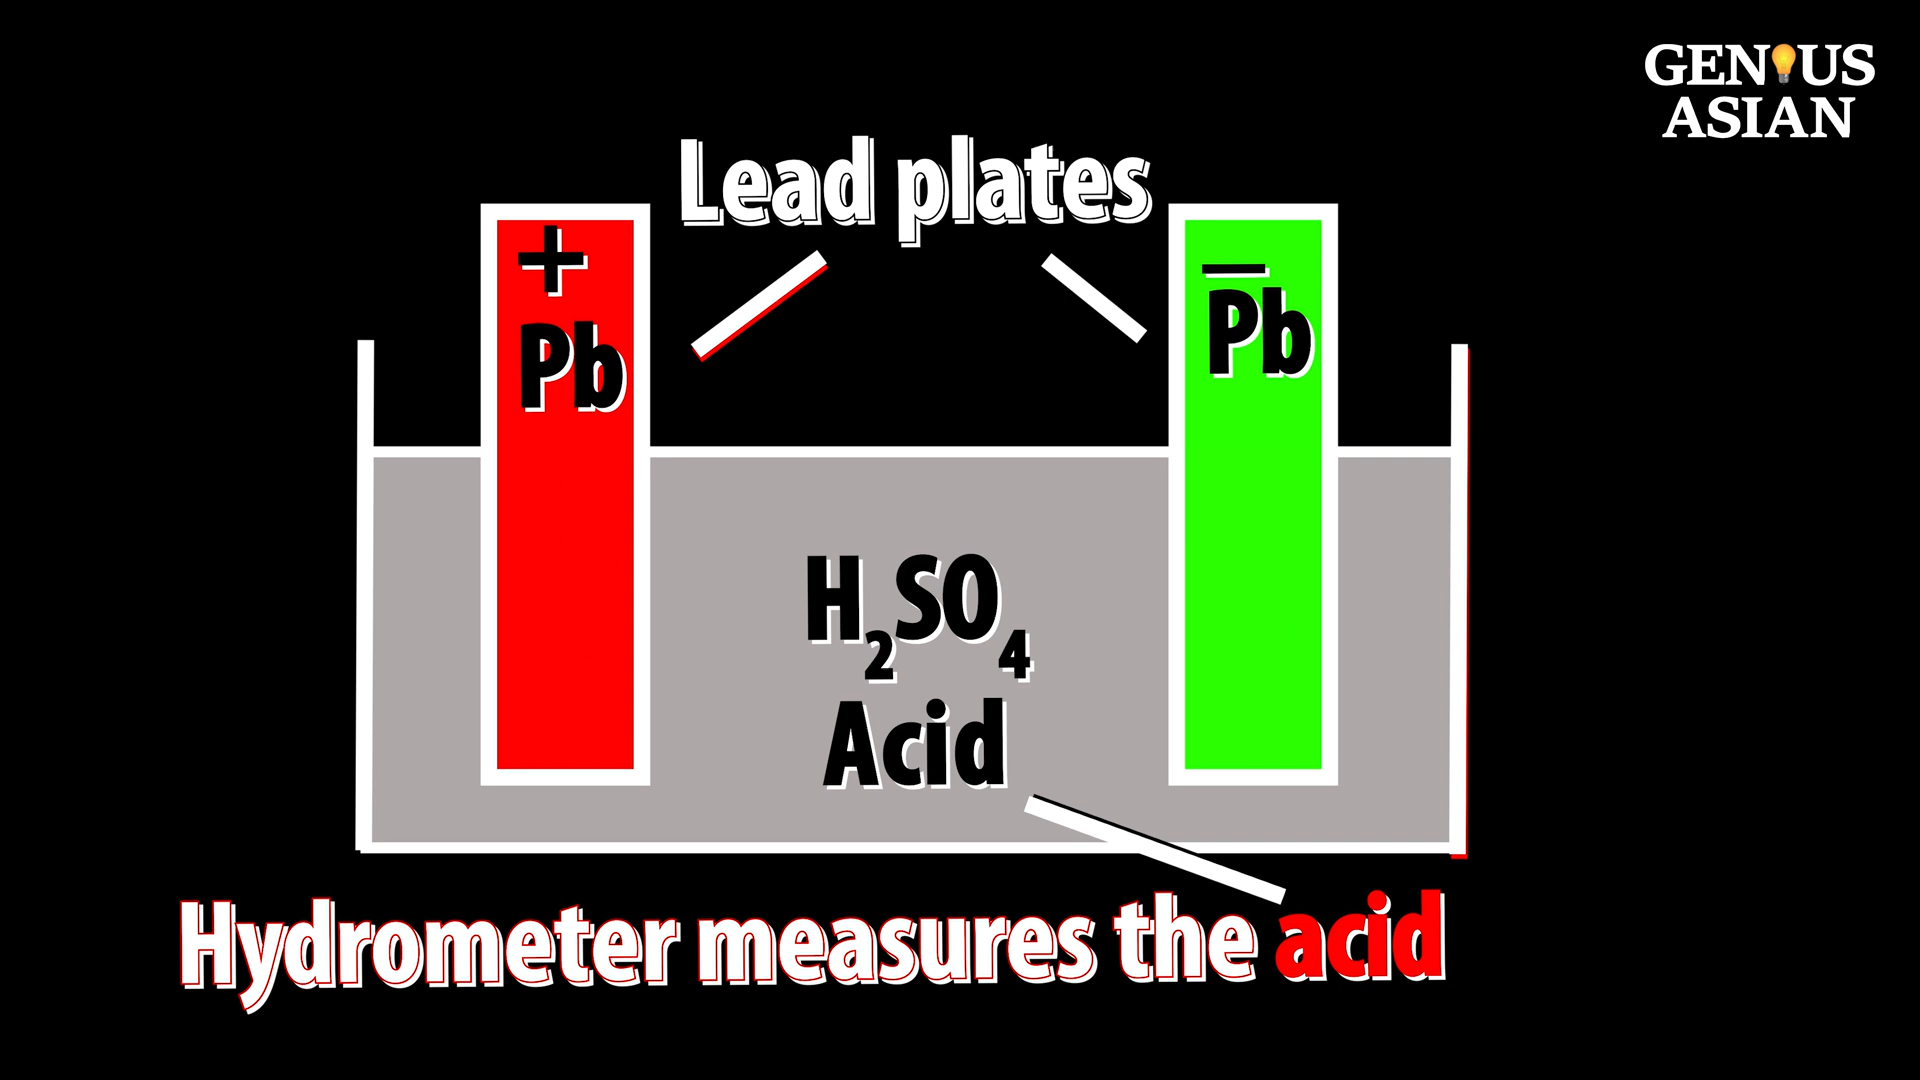 GENIUS
ASIAN
Lead plates
+
Pb
−
Pb
H₂SO₄
Acid
Hydrometer measures the acid